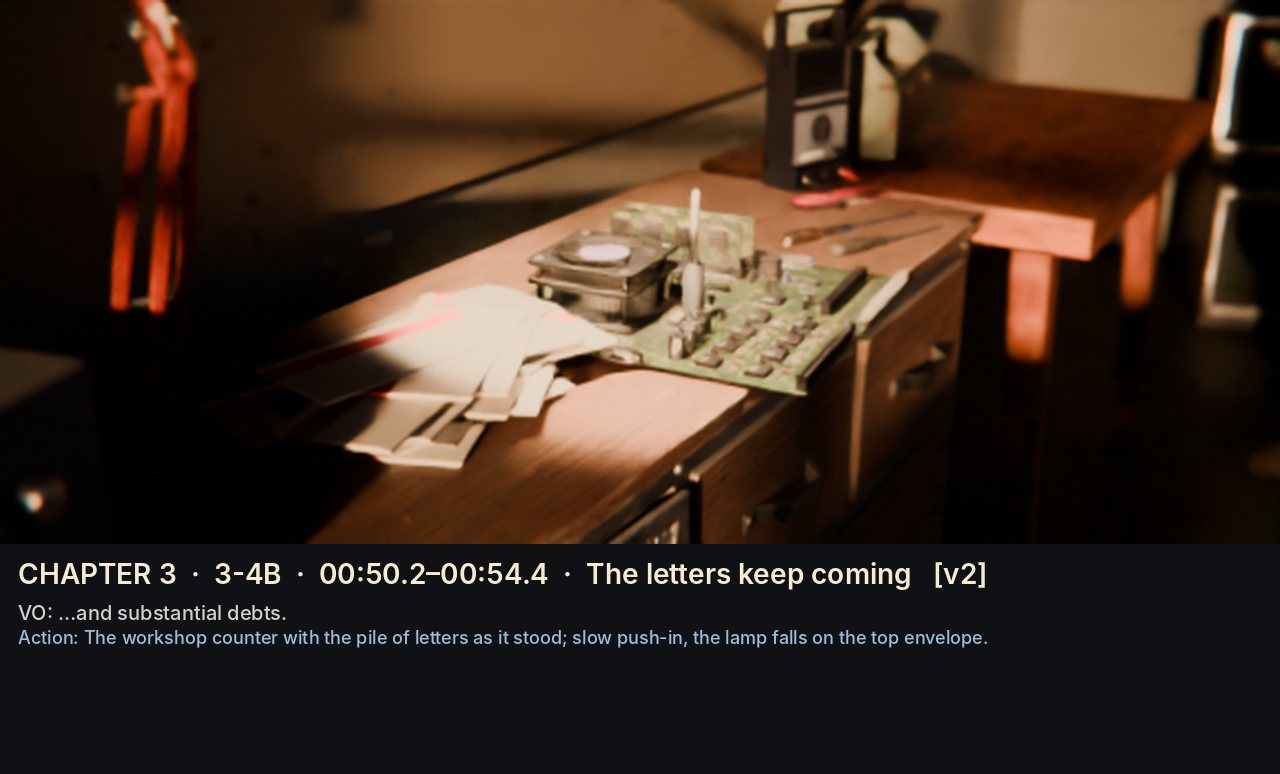 CHAPTER 3 · 3-4B · 00:50.2–00:54.4 · The letters keep coming [v2]
VO: …and substantial debts.
Action: The workshop counter with the pile of letters as it stood; slow push-in, the lamp falls on the top envelope.